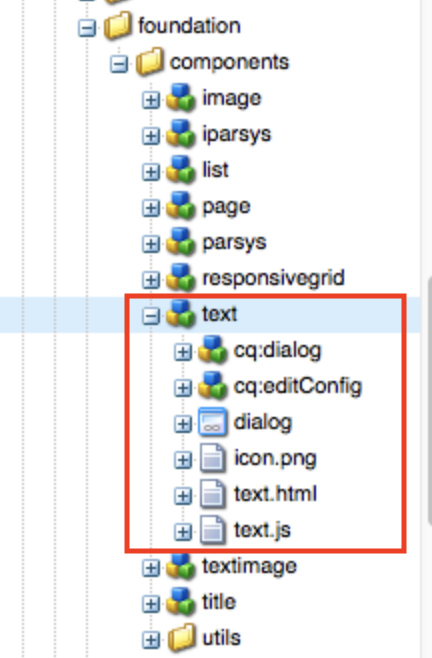 foundation
components
image
iparsys
list
page
parsys
responsivegrid
text
cq:dialog
cq:editConfig
dialog
icon.png
text.html
text.js
textimage
title
utils